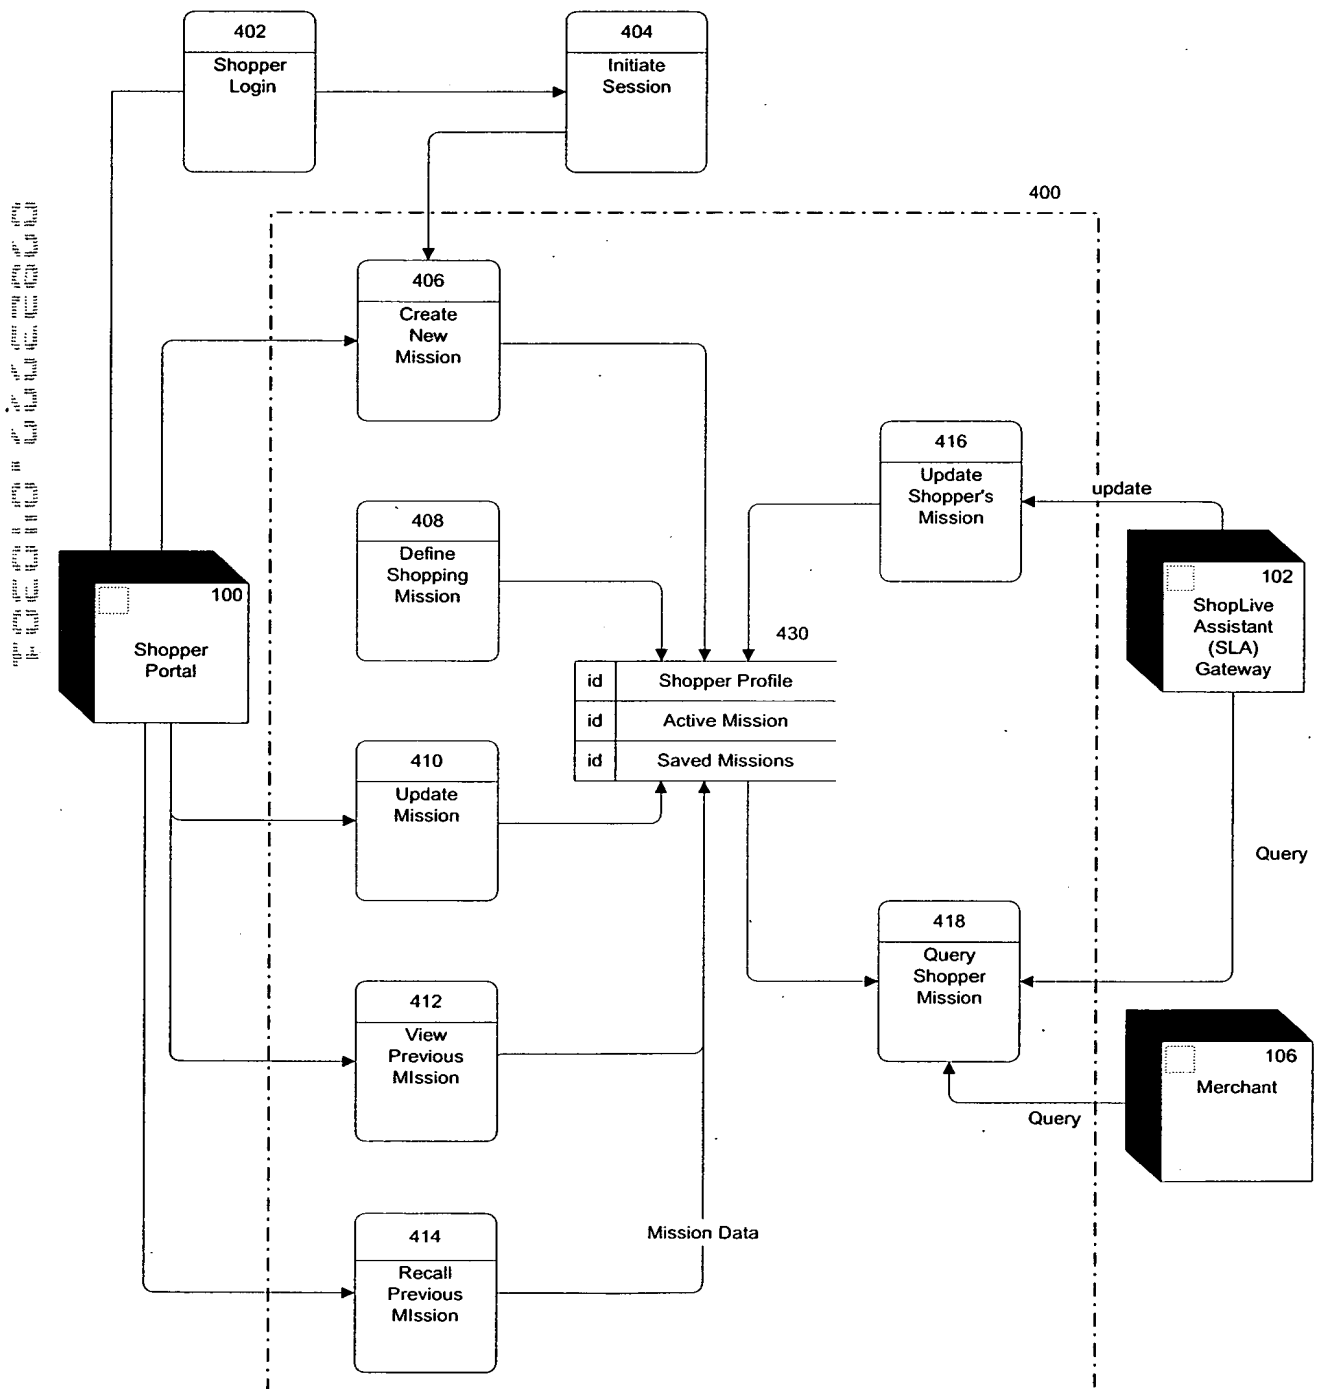 402
Shopper
Login
404
Initiate
Session
400
406
Create
New
Mission
416
Update
Shopper's
Mission
update
408
Define
Shopping
Mission
100
Shopper
Portal
102
ShopLive
Assistant
(SLA)
Gateway
430
id Shopper Profile
id Active Mission
id Saved Missions
410
Update
Mission
Query
418
Query
Shopper
Mission
412
View
Previous
MIssion
106
Merchant
Query
414
Recall
Previous
MIssion
Mission Data